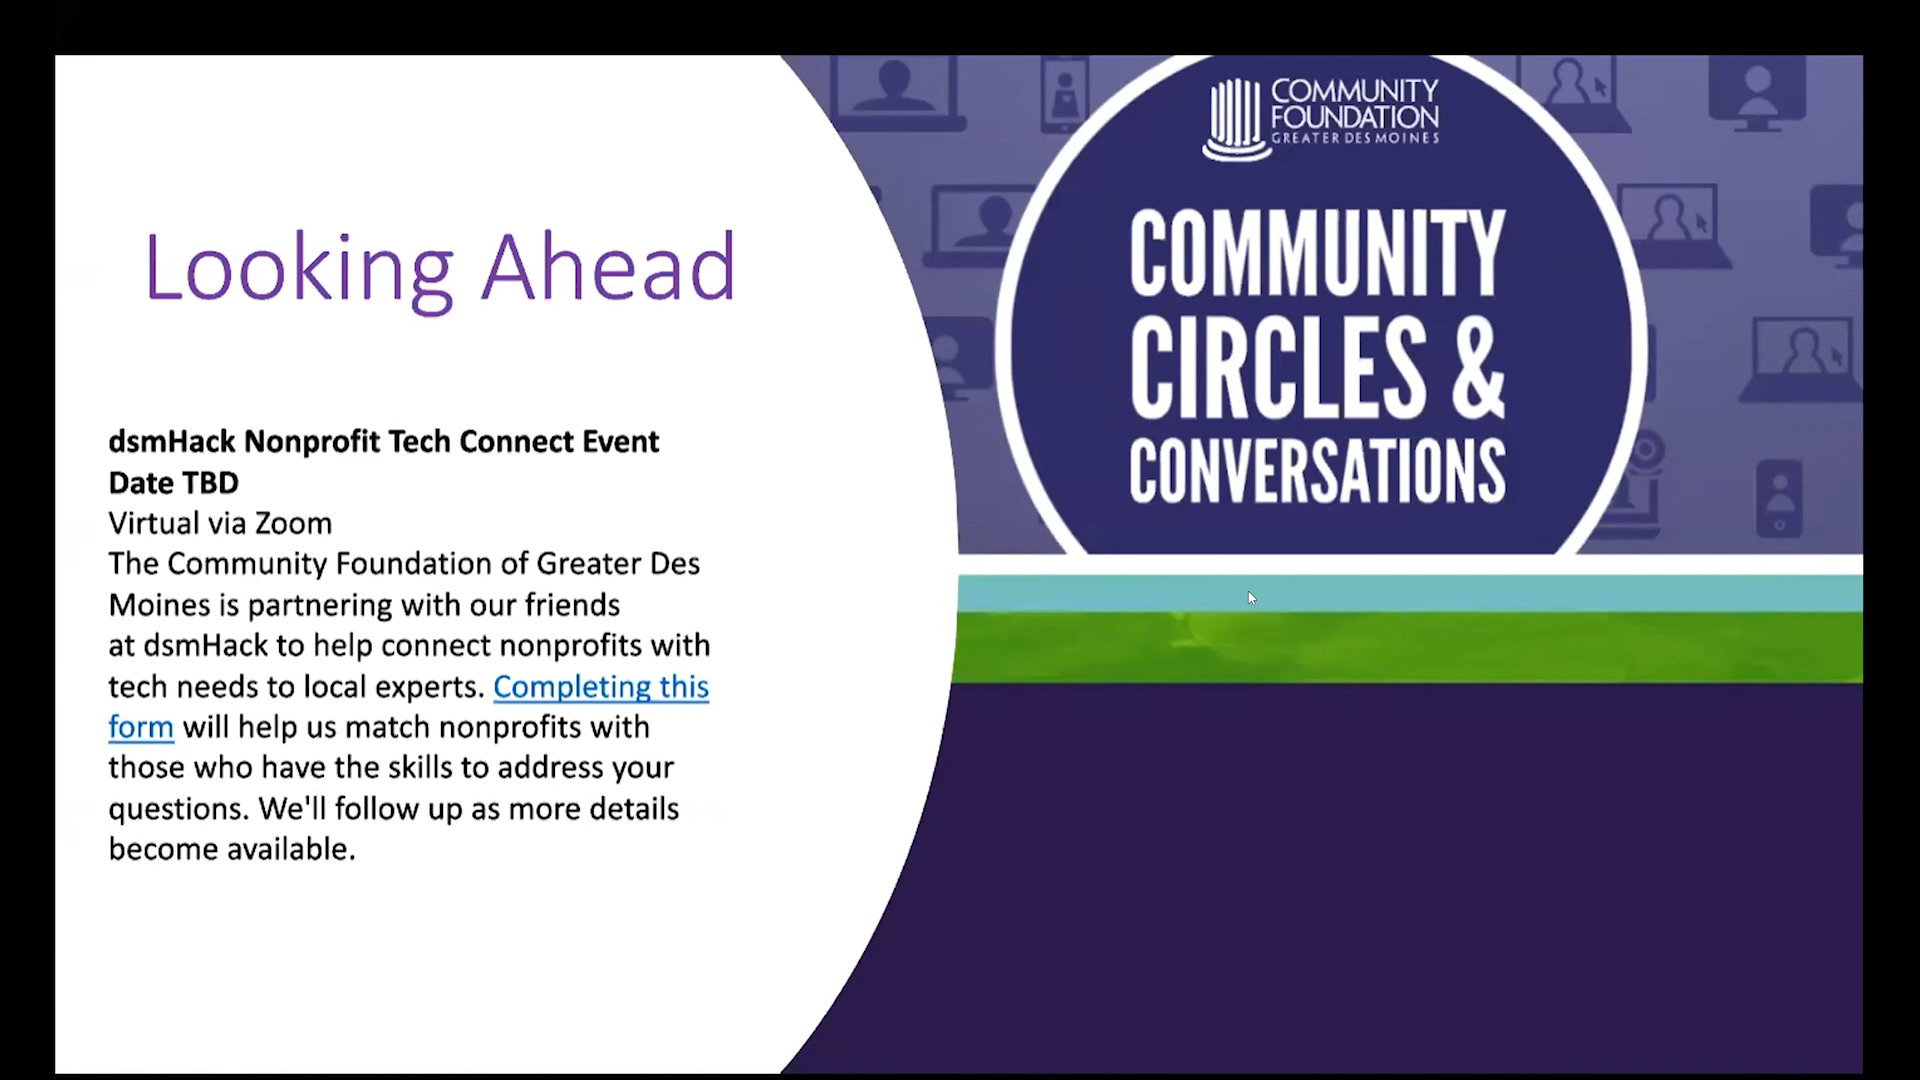 Looking Ahead
dsmHack Nonprofit Tech Connect Event
Date TBD
Virtual via Zoom
The Community Foundation of Greater Des
Moines is partnering with our friends
at dsmHack to help connect nonprofits with
tech needs to local experts. Completing this
form will help us match nonprofits with
those who have the skills to address your
questions. We'll follow up as more details
become available.
COMMUNITY
FOUNDATION
GREATER DES MOINES
COMMUNITY
CIRCLES &
CONVERSATIONS